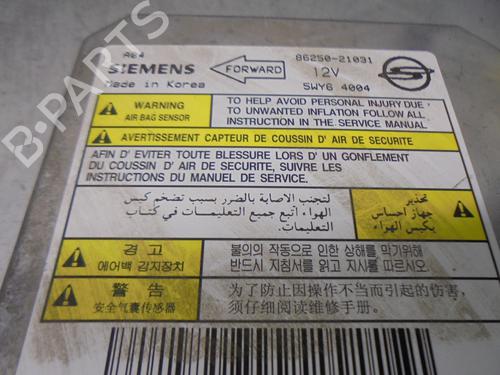 AE4
SIEMENS
Made in Korea
FORWARD
86250-21031
12V
5WY6 4004
WARNING
AIR BAG SENSOR
TO HELP AVOID PERSONAL INJURY DUE
TO UNWANTED INFLATION FOLLOW ALL
INSTRUCTION IN THE SERVICE MANUAL
AVERTISSEMENT CAPTEUR DE COUSSIN D' AIR DE SECURITE
AFIN D' EVITER TOUTE BLESSURE LORS D' UN GONFLEMENT
DU COUSSIN D' AIR DE SECURITE, SUIVRE LES
INSTRUCTIONS DU MANUEL DE SERVICE.
تحذير
جهاز احساس
بكيس الهواء
لتجنب الاصابة بالضرر بسبب تضخم كيس
الهواء اتبع جميع التعليمات في كتاب
التعليمات.
경 고
에어백 감지장치
불의의 작동으로 인한 상해를 막기위해
반드시 지침서를 읽고 지시를 따르시오.
警 告
安全气囊传感器
为了防止因操作不当而引起的伤害
须仔细阅读维修手册.
B-PARTS